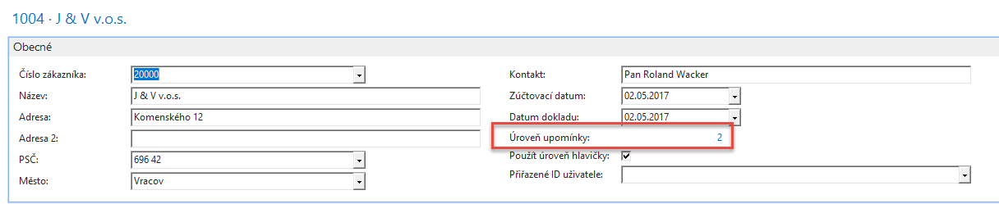 1004 · J & V v.o.s.
Obecné
Číslo zákazníka: 20000
Název: J & V v.o.s.
Adresa: Komenského 12
Adresa 2:
PSČ: 696 42
Město: Vracov
Kontakt: Pan Roland Wacker
Zúčtovací datum: 02.05.2017
Datum dokladu: 02.05.2017
Úroveň upomínky: 2
Použít úroveň hlavičky:
Přiřazené ID uživatele: